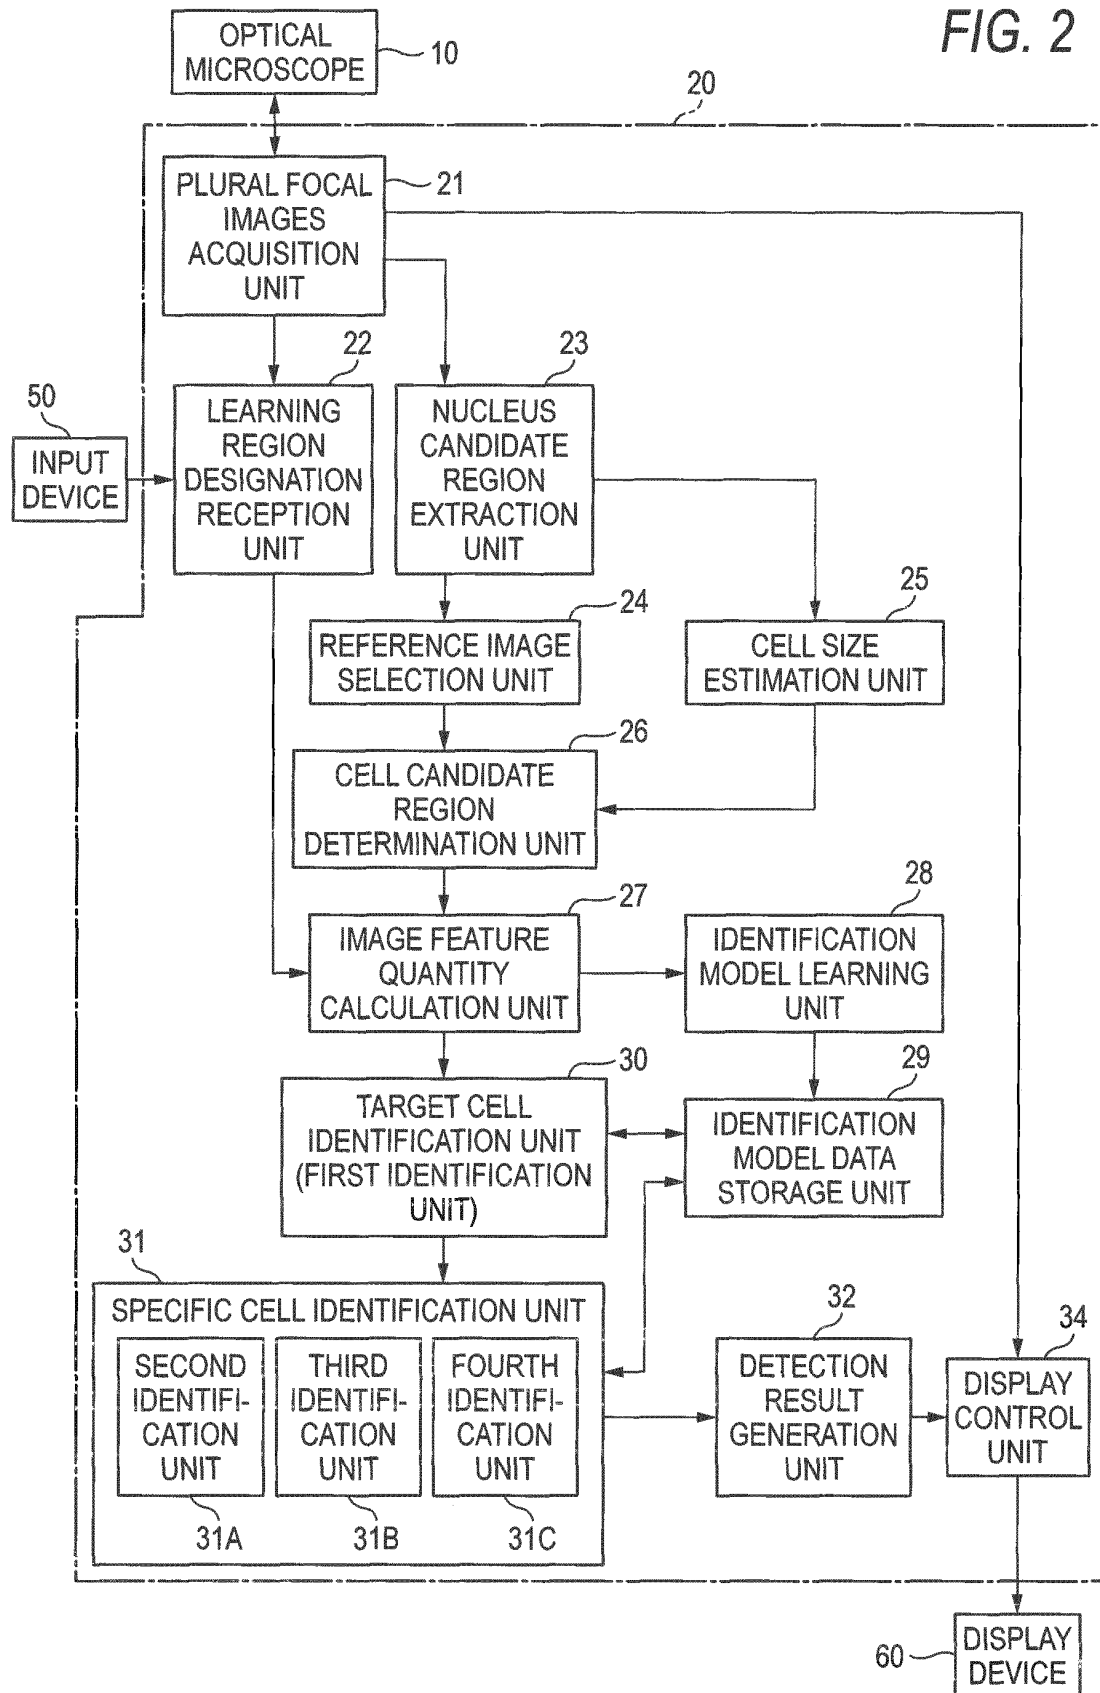 FIG. 2
OPTICAL
MICROSCOPE
10
20
PLURAL FOCAL
IMAGES
ACQUISITION
UNIT
21
22
23
50
INPUT
DEVICE
LEARNING
REGION
DESIGNATION
RECEPTION
UNIT
NUCLEUS
CANDIDATE
REGION
EXTRACTION
UNIT
24
25
REFERENCE IMAGE
SELECTION UNIT
CELL SIZE
ESTIMATION UNIT
26
CELL CANDIDATE
REGION
DETERMINATION UNIT
27
28
IMAGE FEATURE
QUANTITY
CALCULATION UNIT
IDENTIFICATION
MODEL LEARNING
UNIT
30
29
TARGET CELL
IDENTIFICATION UNIT
(FIRST IDENTIFICATION
UNIT)
IDENTIFICATION
MODEL DATA
STORAGE UNIT
31
SPECIFIC CELL IDENTIFICATION UNIT
SECOND
IDENTIFI-
CATION
UNIT
31A
THIRD
IDENTIFI-
CATION
UNIT
31B
FOURTH
IDENTIFI-
CATION
UNIT
31C
32
DETECTION
RESULT
GENERATION
UNIT
34
DISPLAY
CONTROL
UNIT
60
DISPLAY
DEVICE